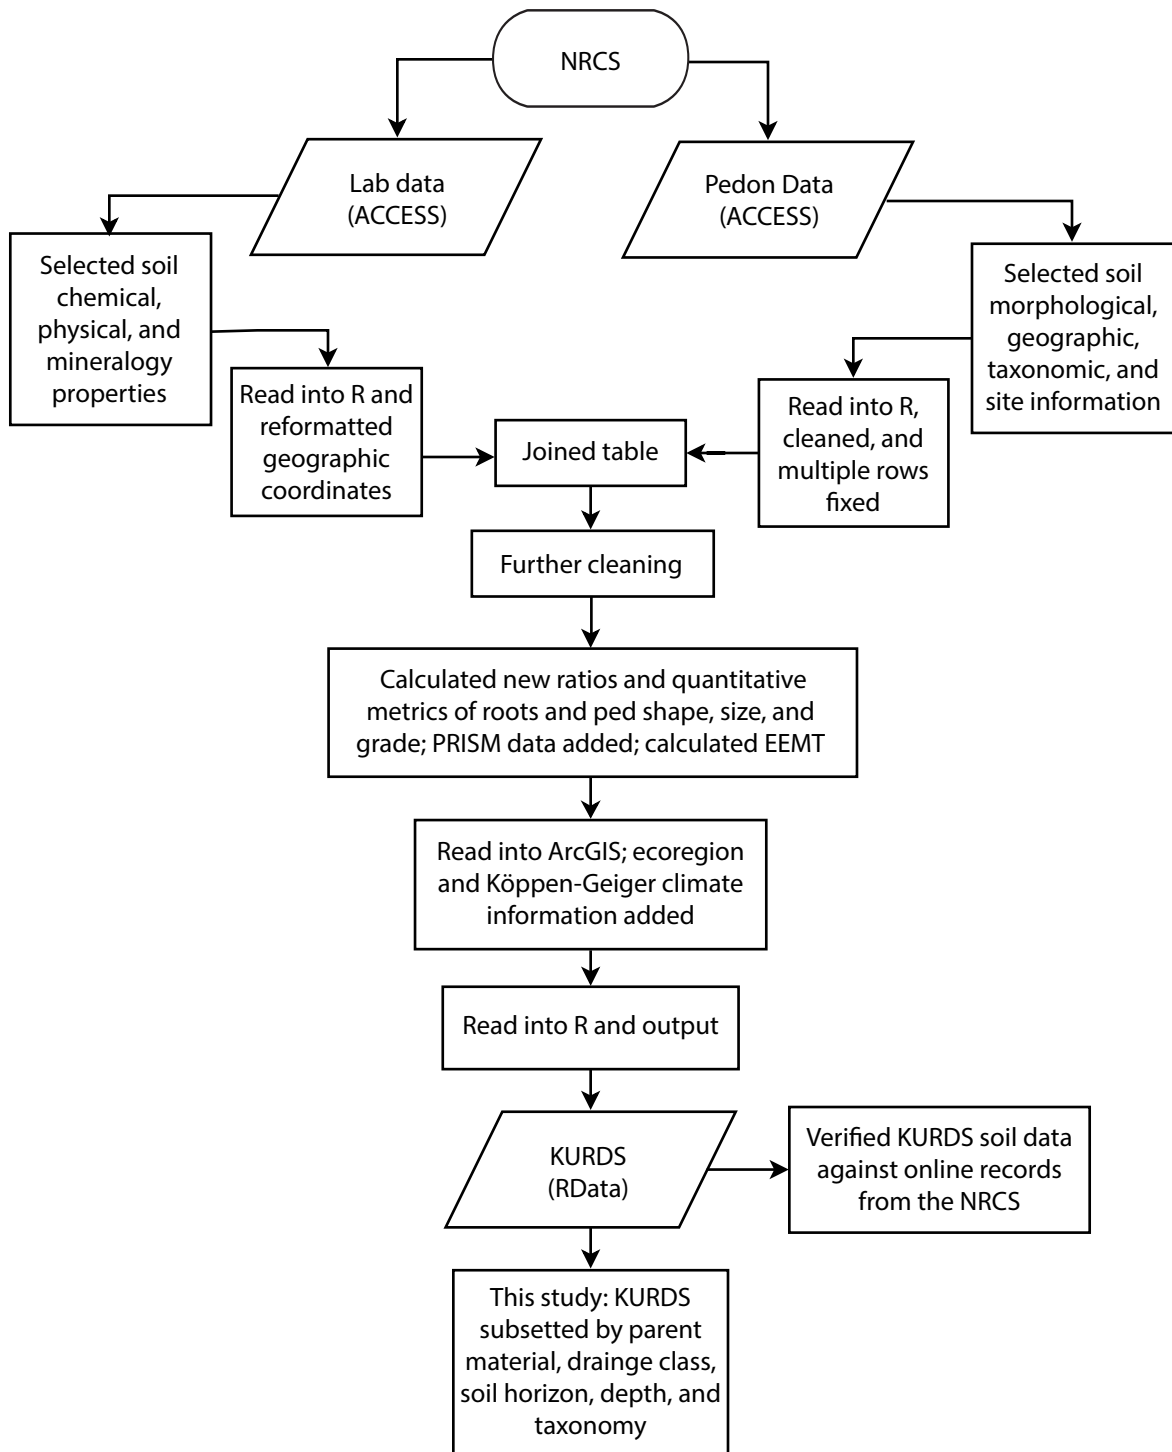 NRCS
Lab data
(ACCESS)
Pedon Data
(ACCESS)
Selected soil
chemical,
physical, and
mineralogy
properties
Selected soil
morphological,
geographic,
taxonomic, and
site information
Read into R and
reformatted
geographic
coordinates
Joined table
Read into R,
cleaned, and
multiple rows
fixed
Further cleaning
Calculated new ratios and quantitative
metrics of roots and ped shape, size, and
grade; PRISM data added; calculated EEMT
Read into ArcGIS; ecoregion
and Köppen-Geiger climate
information added
Read into R and output
KURDS
(RData)
Verified KURDS soil data
against online records
from the NRCS
This study: KURDS
subsetted by parent
material, drainge class,
soil horizon, depth, and
taxonomy